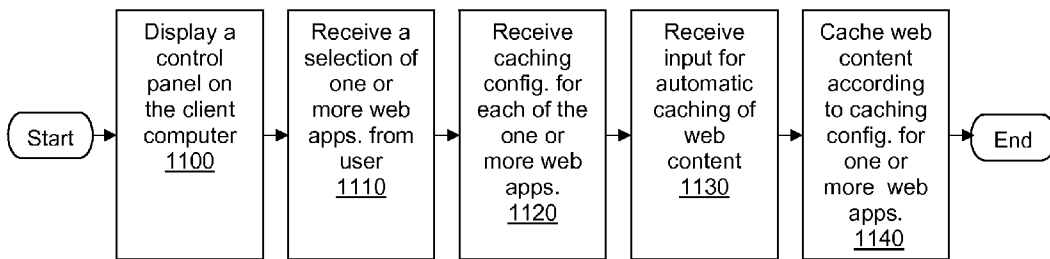 Start
Display a
control
panel on
the client
computer
1100
Receive a
selection of
one or
more web
apps. from
user
1110
Receive
caching
config. for
each of the
one or
more web
apps.
1120
Receive
input for
automatic
caching of
web
content
1130
Cache web
content
according
to caching
config. for
one or
more web
apps.
1140
End